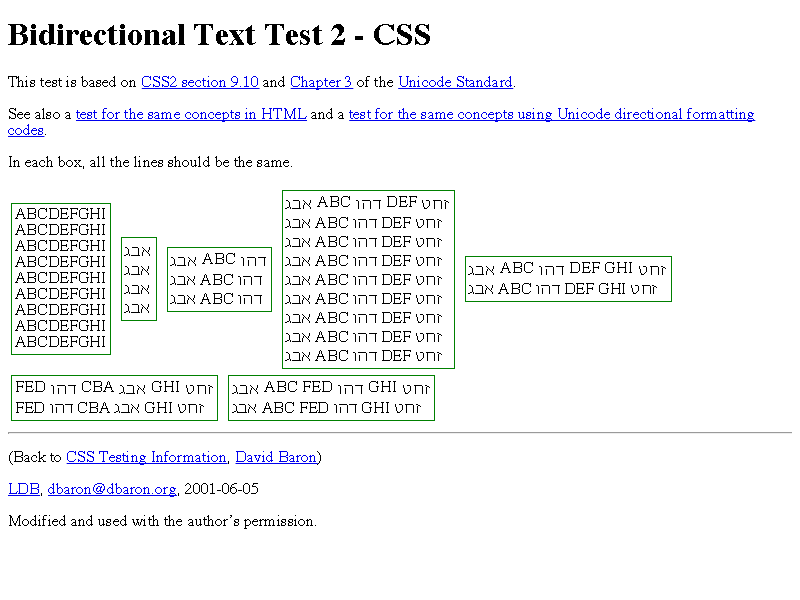 Bidirectional Text Test 2 - CSS
This test is based on CSS2 section 9.10 and Chapter 3 of the Unicode Standard.
See also a test for the same concepts in HTML and a test for the same concepts using Unicode directional formatting
codes.
In each box, all the lines should be the same.
ABCDEFGHI
ABCDEFGHI
ABCDEFGHI
ABCDEFGHI
ABCDEFGHI
ABCDEFGHI
ABCDEFGHI
ABCDEFGHI
ABCDEFGHI
אבג
אבג
אבג
אבג
אבג ABC דהו
אבג ABC דהו
אבג ABC דהו
אבג ABC דהו DEF זחט
אבג ABC דהו DEF זחט
אבג ABC דהו DEF זחט
אבג ABC דהו DEF זחט
אבג ABC דהו DEF זחט
אבג ABC דהו DEF זחט
אבג ABC דהו DEF זחט
אבג ABC דהו DEF זחט
אבג ABC דהו DEF זחט
אבג ABC דהו DEF GHI זחט
אבג ABC דהו DEF GHI זחט
FED דהו CBA אבג GHI זחט
FED דהו CBA אבג GHI זחט
אבג ABC FED דהו GHI זחט
אבג ABC FED דהו GHI זחט
(Back to CSS Testing Information, David Baron)
LDB, dbaron@dbaron.org, 2001-06-05
Modified and used with the author's permission.